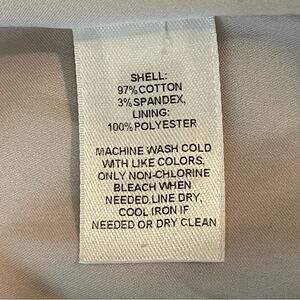 SHELL:
97%COTTON
3%SPANDEX,
LINING:
100%POLYESTER
MACHINE WASH COLD
WITH LIKE COLORS,
ONLY NON-CHLORINE
BLEACH WHEN
NEEDED,LINE DRY,
COOL IRON IF
NEEDED OR DRY CLEAN